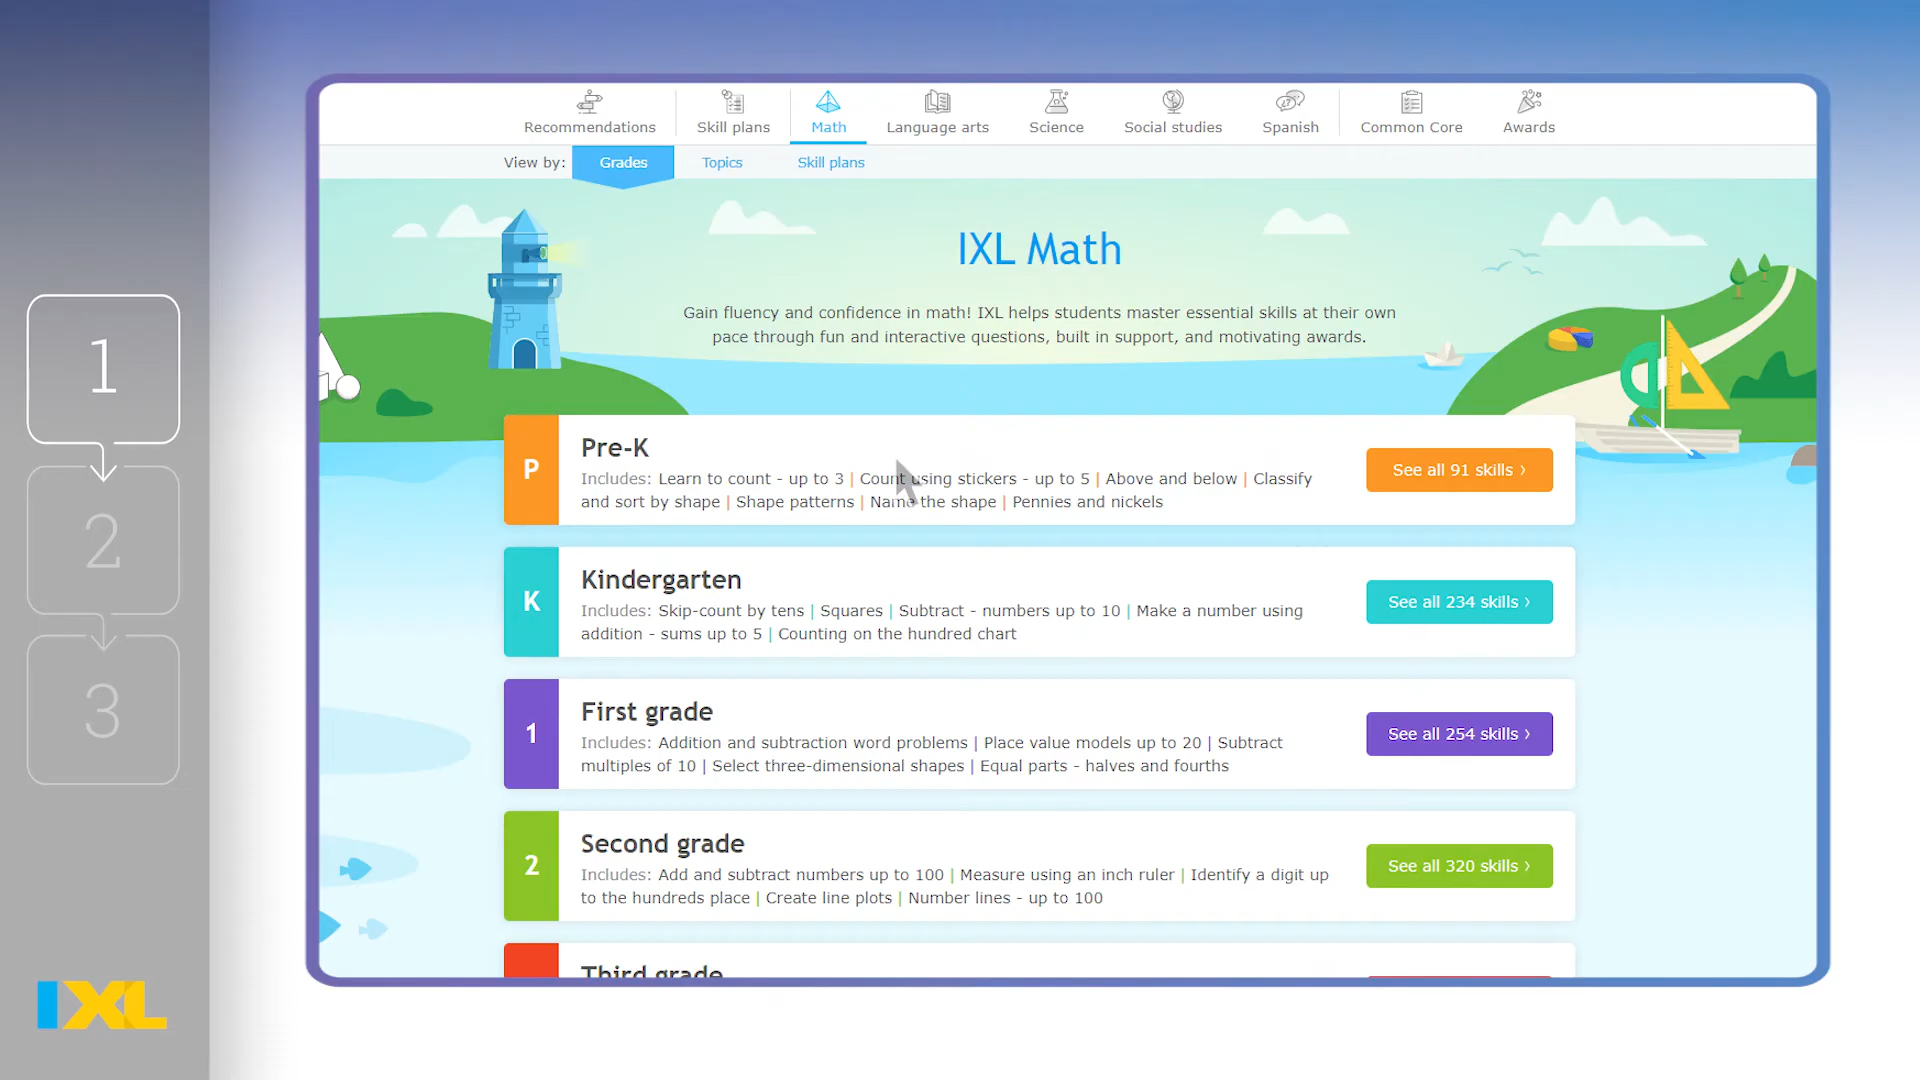 Recommendations
Skill plans
Math
Language arts
Science
Social studies
Spanish
Common Core
Awards
View by:
Grades
Topics
Skill plans
IXL Math
Gain fluency and confidence in math! IXL helps students master essential skills at their own
pace through fun and interactive questions, built in support, and motivating awards.
P
Pre-K
Includes: Learn to count - up to 3 | Count using stickers - up to 5 | Above and below | Classify
and sort by shape | Shape patterns | Name the shape | Pennies and nickels
See all 91 skills ›
K
Kindergarten
Includes: Skip-count by tens | Squares | Subtract - numbers up to 10 | Make a number using
addition - sums up to 5 | Counting on the hundred chart
See all 234 skills ›
1
First grade
Includes: Addition and subtraction word problems | Place value models up to 20 | Subtract
multiples of 10 | Select three-dimensional shapes | Equal parts - halves and fourths
See all 254 skills ›
2
Second grade
Includes: Add and subtract numbers up to 100 | Measure using an inch ruler | Identify a digit up
to the hundreds place | Create line plots | Number lines - up to 100
See all 320 skills ›
Third grade
1
2
3
IXL